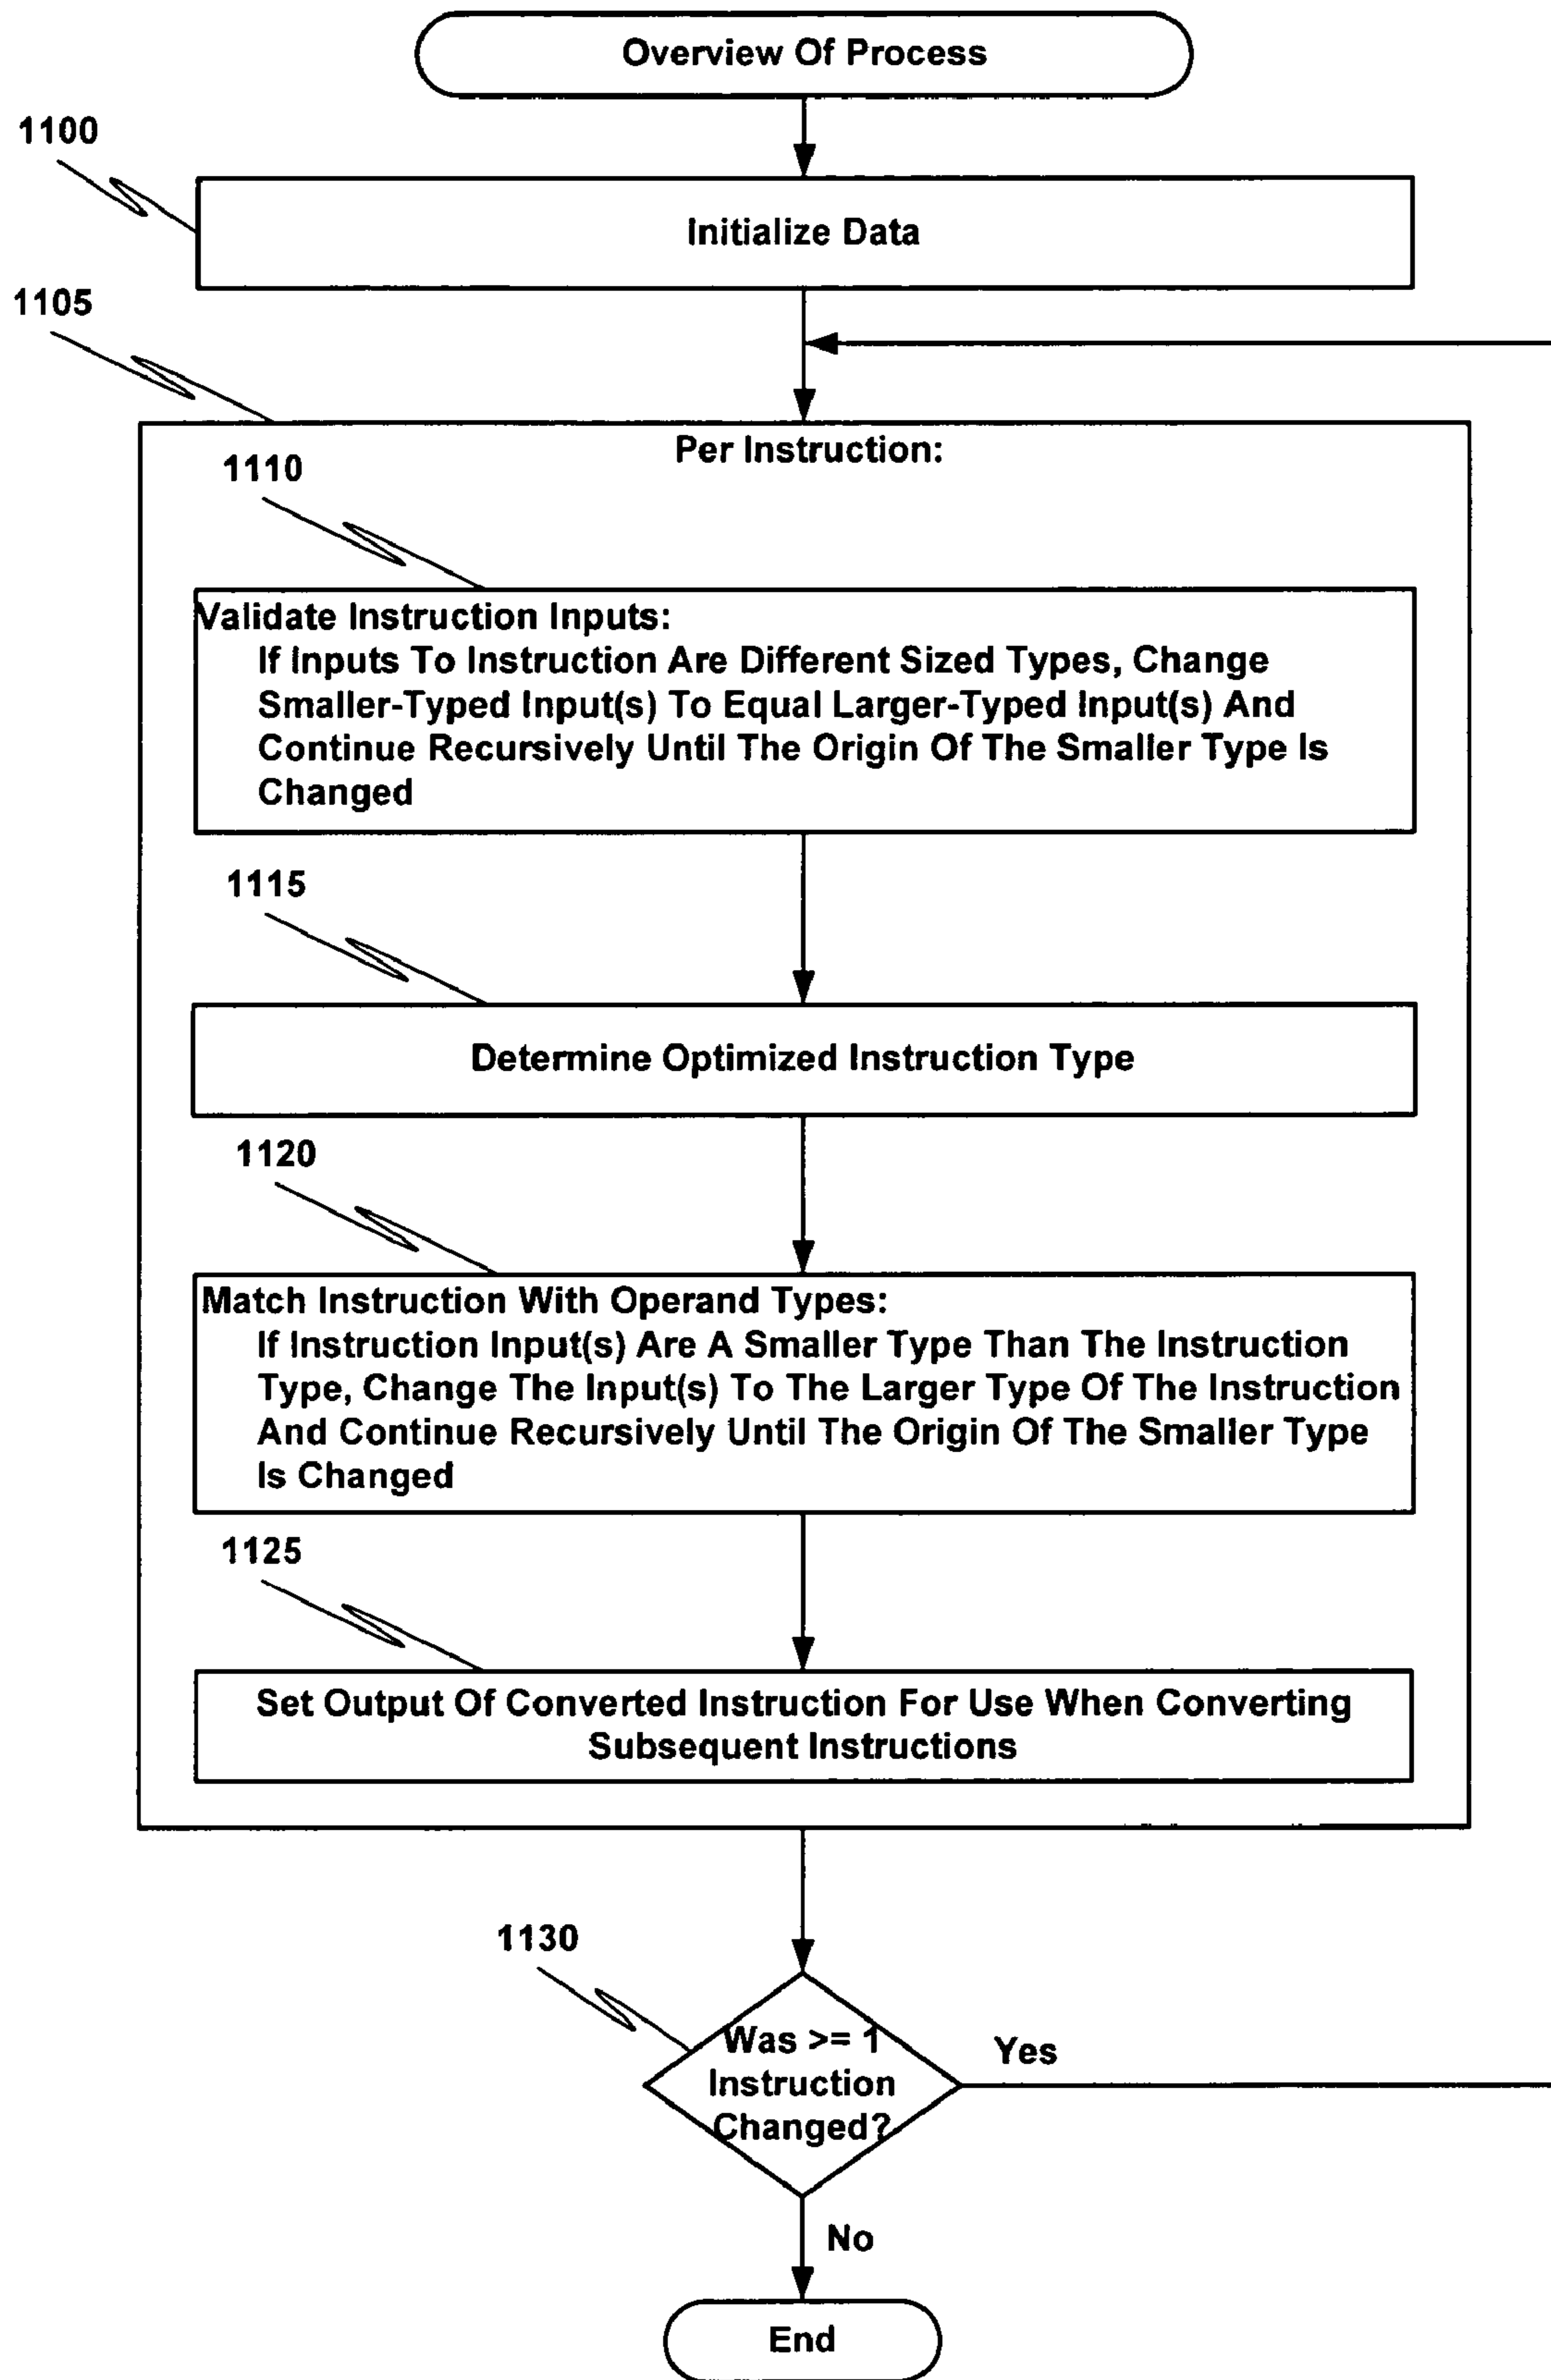 Overview Of Process
1100
Initialize Data
1105
Per Instruction:
1110
Validate Instruction Inputs:
If Inputs To Instruction Are Different Sized Types, Change
Smaller-Typed Input(s) To Equal Larger-Typed Input(s) And
Continue Recursively Until The Origin Of The Smaller Type Is
Changed
1115
Determine Optimized Instruction Type
1120
Match Instruction With Operand Types:
If Instruction Input(s) Are A Smaller Type Than The Instruction
Type, Change The Input(s) To The Larger Type Of The Instruction
And Continue Recursively Until The Origin Of The Smaller Type
Is Changed
1125
Set Output Of Converted Instruction For Use When Converting
Subsequent Instructions
1130
Was >= 1
Instruction
Changed?
Yes
No
End